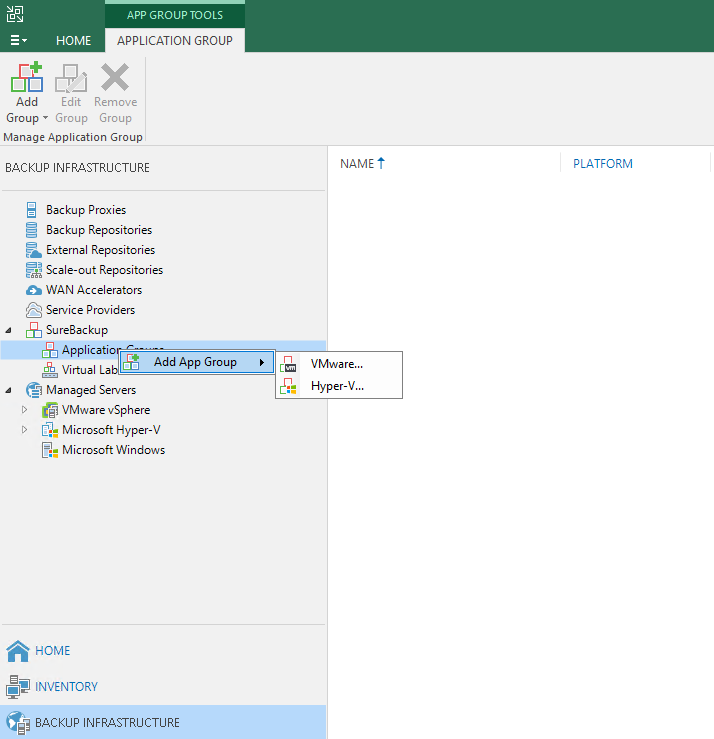 APP GROUP TOOLS
HOME APPLICATION GROUP
Add Group
Edit Group
Remove Group
Manage Application Group
BACKUP INFRASTRUCTURE
NAME PLATFORM
Backup Proxies
Backup Repositories
External Repositories
Scale-out Repositories
WAN Accelerators
Service Providers
SureBackup
Application Groups
Add App Group
VMware...
Hyper-V...
Virtual Lab
Managed Servers
VMware vSphere
Microsoft Hyper-V
Microsoft Windows
HOME
INVENTORY
BACKUP INFRASTRUCTURE